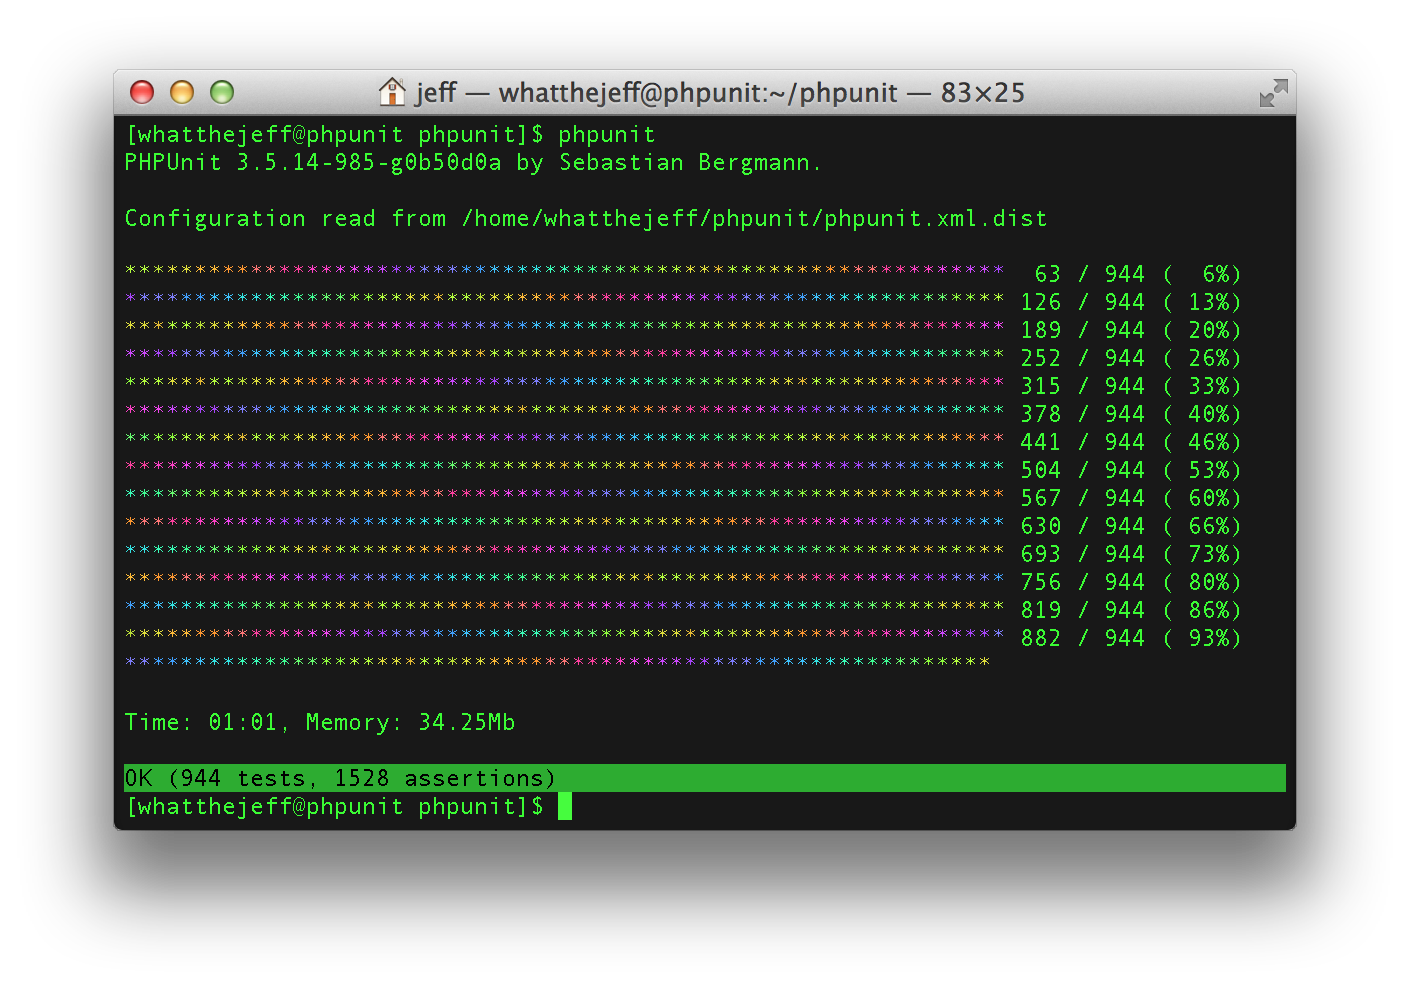 jeff — whatthejeff@phpunit:~/phpunit — 83×25
[whatthejeff@phpunit phpunit]$ phpunit
PHPUnit 3.5.14-985-g0b50d0a by Sebastian Bergmann.
Configuration read from /home/whatthejeff/phpunit/phpunit.xml.dist
***************************************************************  63 / 944 (  6%)
*************************************************************** 126 / 944 ( 13%)
*************************************************************** 189 / 944 ( 20%)
*************************************************************** 252 / 944 ( 26%)
*************************************************************** 315 / 944 ( 33%)
*************************************************************** 378 / 944 ( 40%)
*************************************************************** 441 / 944 ( 46%)
*************************************************************** 504 / 944 ( 53%)
*************************************************************** 567 / 944 ( 60%)
*************************************************************** 630 / 944 ( 66%)
*************************************************************** 693 / 944 ( 73%)
*************************************************************** 756 / 944 ( 80%)
*************************************************************** 819 / 944 ( 86%)
*************************************************************** 882 / 944 ( 93%)
**************************************************************
Time: 01:01, Memory: 34.25Mb
OK (944 tests, 1528 assertions)
[whatthejeff@phpunit phpunit]$